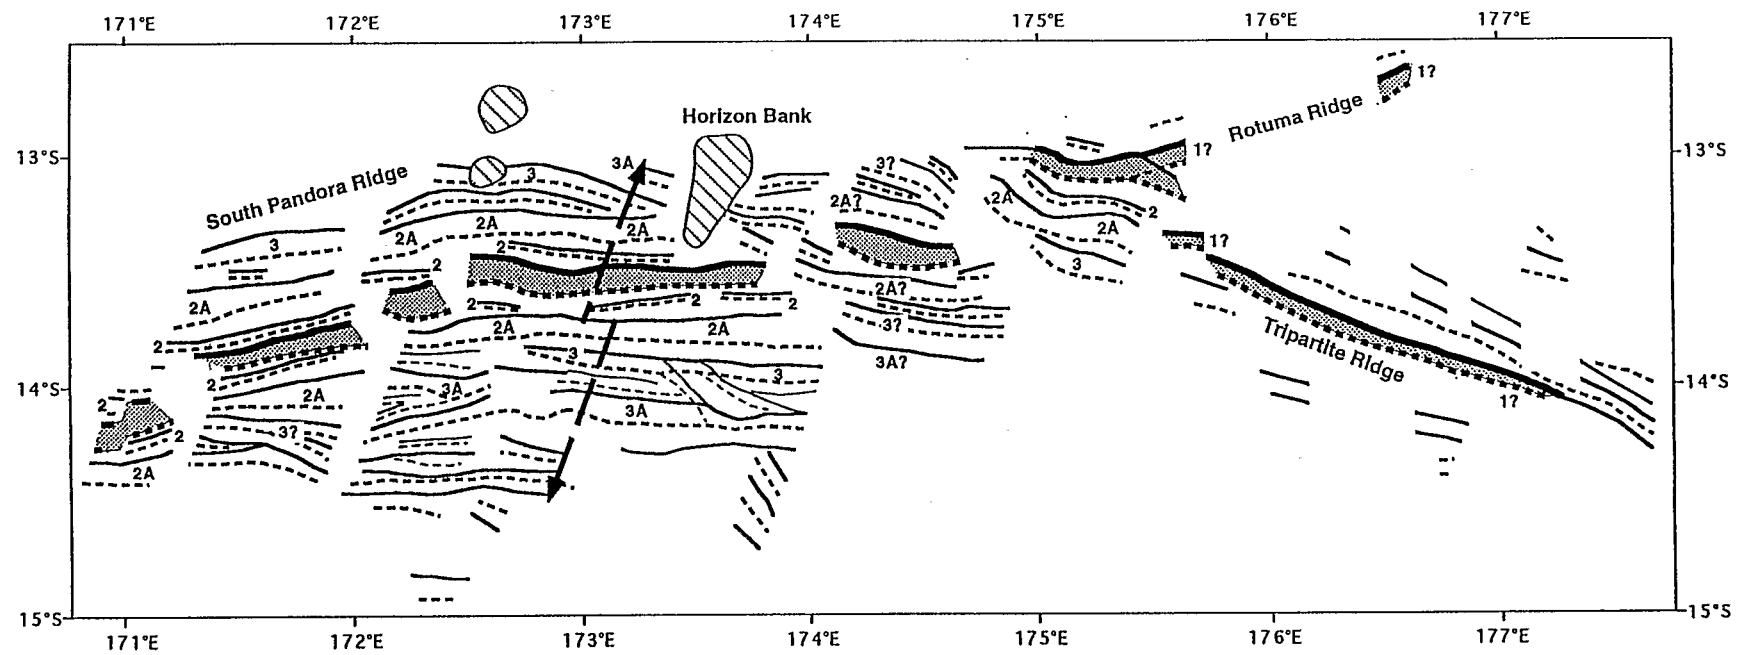 171°E 172°E 173°E 174°E 175°E 176°E 177°E
1?
Horizon Bank
Rotuma Ridge
13°S 13°S
1?
3A
3?
3
South Pandora Ridge
2A?
2A
2
2A
2A
2A
2A
3
2
1?
2
3
2A?
2
2
2
2A
2A
2A
3?
Tripartite Ridge
2
3
3A?
3
2
14°S 14°S
3A
2A
1?
2
3A
3?
2
2A
15°S 15°S
171°E 172°E 173°E 174°E 175°E 176°E 177°E